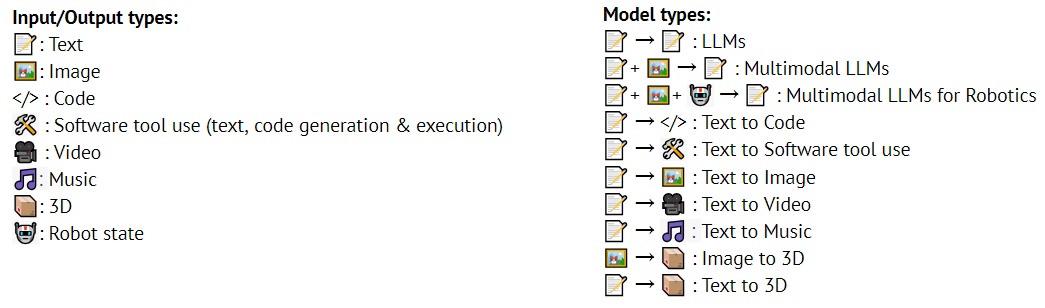 Input/Output types:
📝: Text
🖼️: Image
</>: Code
🛠️: Software tool use (text, code generation & execution)
🎥: Video
🎵: Music
📦: 3D
🤖: Robot state
Model types:
📝 → 📝: LLMs
📝+ 🖼️ → 📝: Multimodal LLMs
📝+ 🖼️+ 🤖 → 📝: Multimodal LLMs for Robotics
📝 → </>: Text to Code
📝 → 🛠️: Text to Software tool use
📝 → 🖼️: Text to Image
📝 → 🎥: Text to Video
📝 → 🎵: Text to Music
🖼️ → 📦: Image to 3D
📝 → 📦: Text to 3D